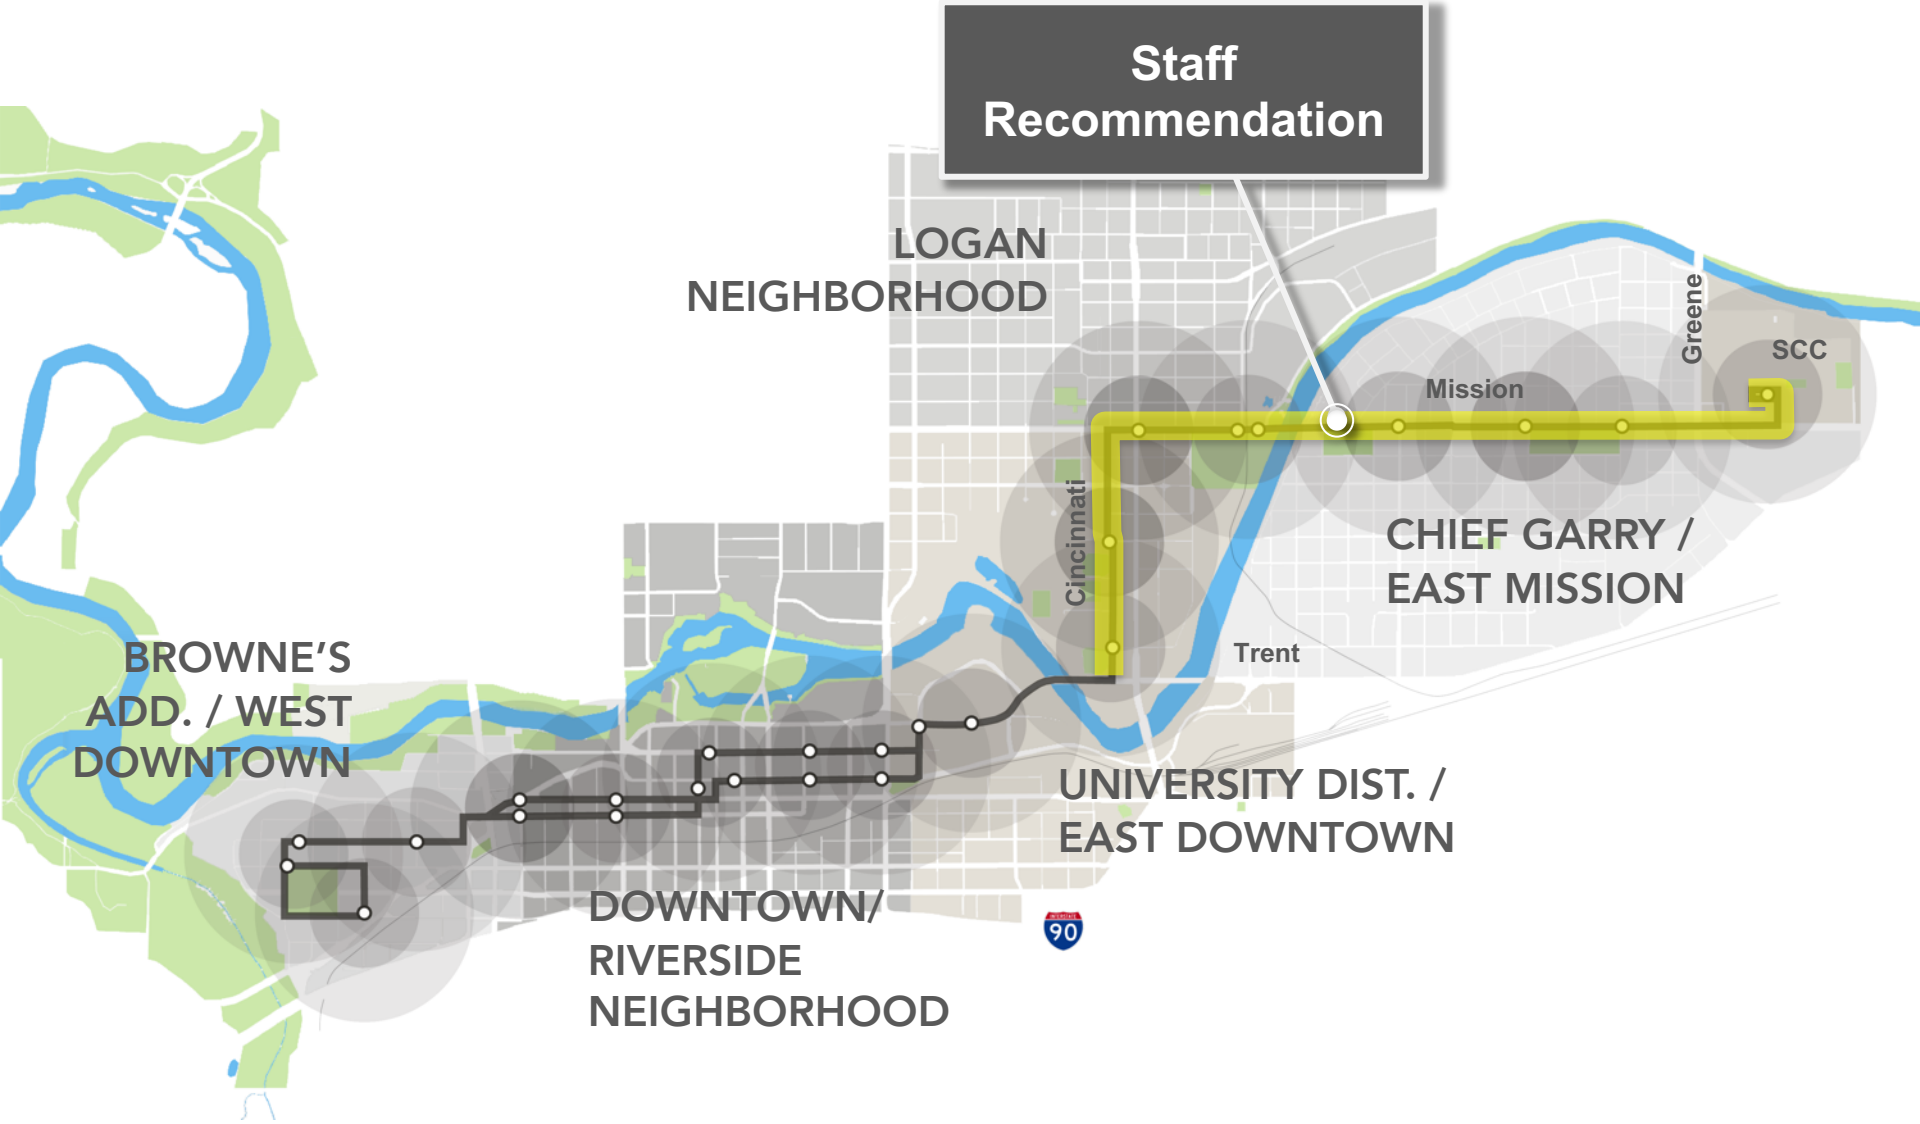 Staff
Recommendation
LOGAN
NEIGHBORHOOD
Greene
SCC
Mission
Cincinnati
CHIEF GARRY /
EAST MISSION
Trent
BROWNE’S
ADD. / WEST
DOWNTOWN
UNIVERSITY DIST. /
EAST DOWNTOWN
DOWNTOWN/
RIVERSIDE
NEIGHBORHOOD
INTERSTATE
90